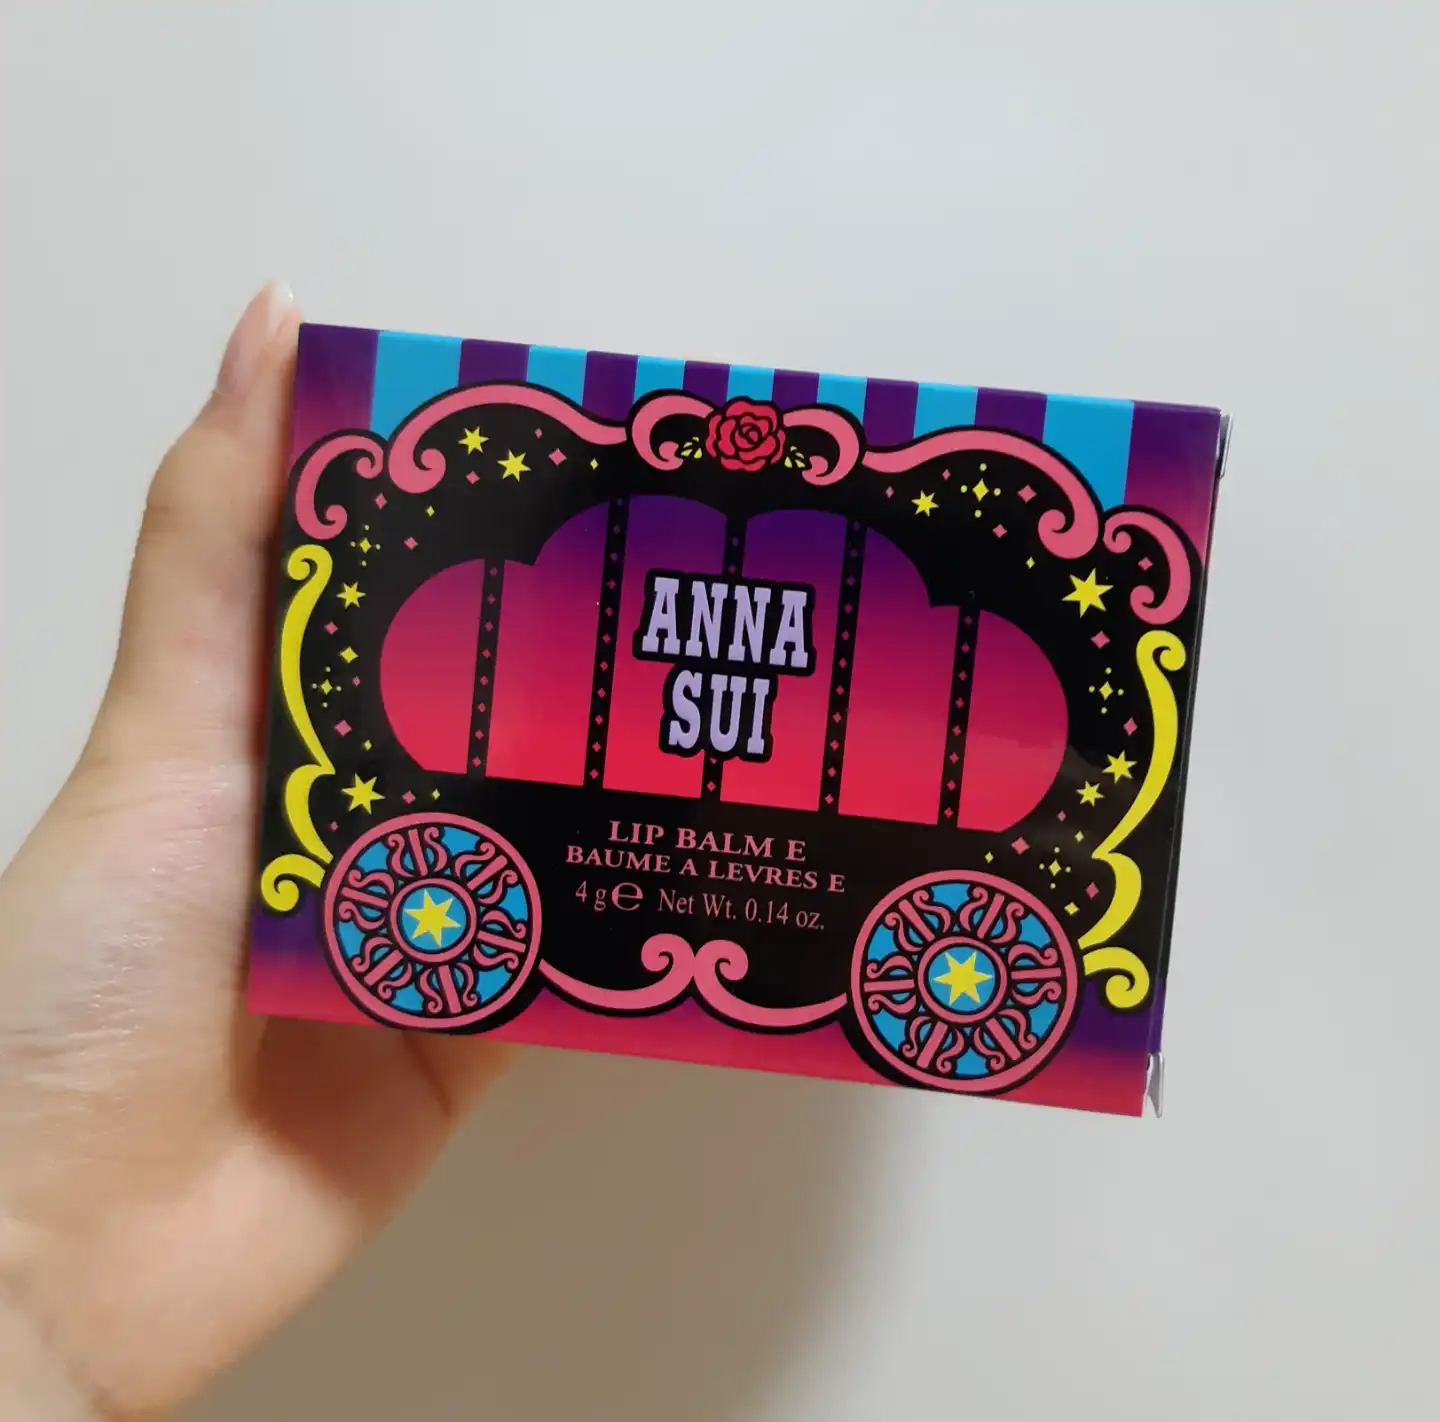 ANNA
SUI
LIP BALM E
BAUME A LEVRES E
4 g℮ Net Wt. 0.14 oz.